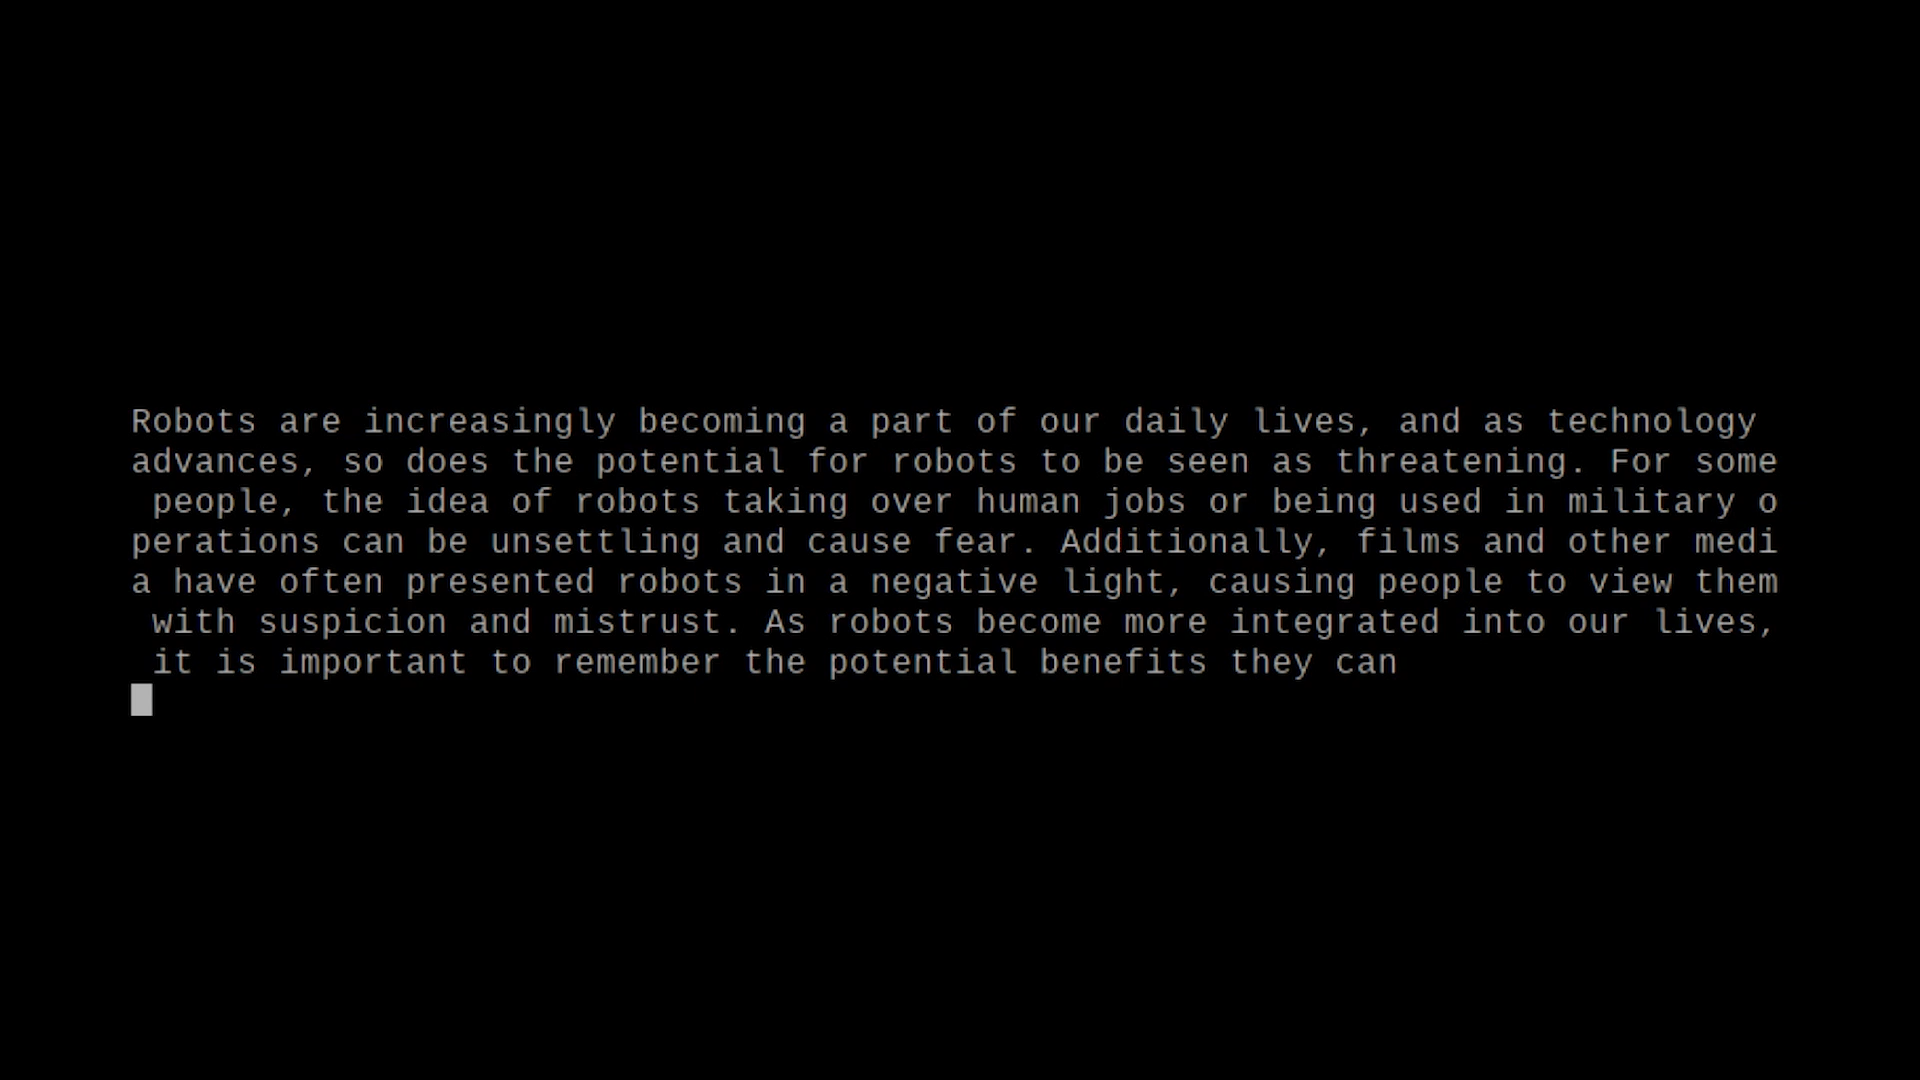 Robots are increasingly becoming a part of our daily lives, and as technology
advances, so does the potential for robots to be seen as threatening. For some
 people, the idea of robots taking over human jobs or being used in military o
perations can be unsettling and cause fear. Additionally, films and other medi
a have often presented robots in a negative light, causing people to view them
 with suspicion and mistrust. As robots become more integrated into our lives,
 it is important to remember the potential benefits they can